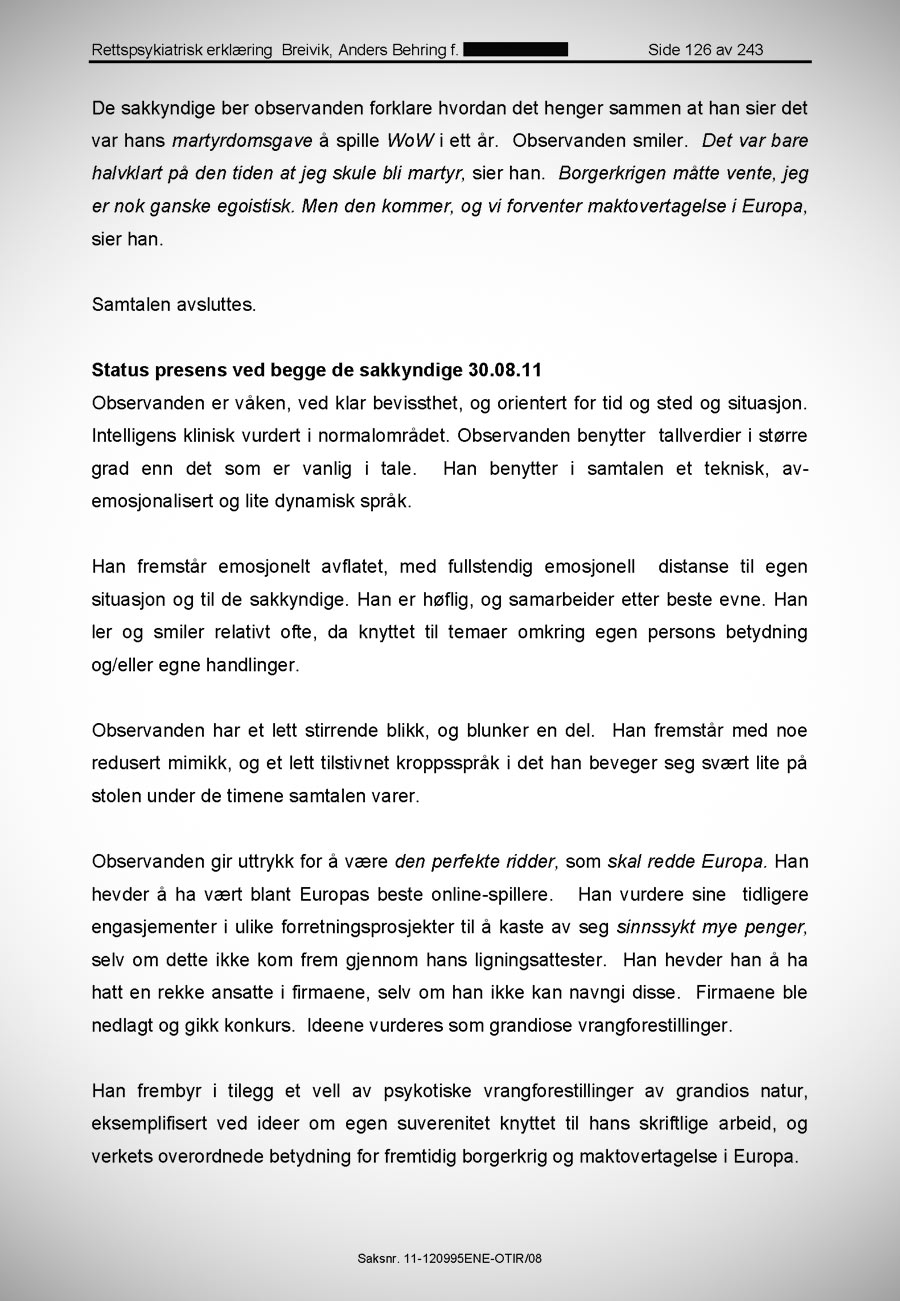 Rettspsykiatrisk erklæring Breivik, Anders Behring f. Side 126 av 243
De sakkyndige ber observanden forklare hvordan det henger sammen at han sier det
var hans martyrdomsgave å spille WoW i ett år. Observanden smiler. Det var bare
halvklart på den tiden at jeg skule bli martyr, sier han. Borgerkrigen måtte vente, jeg
er nok ganske egoistisk. Men den kommer, og vi forventer maktovertagelse i Europa,
sier han.
Samtalen avsluttes.
Status presens ved begge de sakkyndige 30.08.11
Observanden er våken, ved klar bevissthet, og orientert for tid og sted og situasjon.
Intelligens klinisk vurdert i normalområdet. Observanden benytter tallverdier i større
grad enn det som er vanlig i tale. Han benytter i samtalen et teknisk, av-
emosjonalisert og lite dynamisk språk.
Han fremstår emosjonelt avflatet, med fullstendig emosjonell distanse til egen
situasjon og til de sakkyndige. Han er høflig, og samarbeider etter beste evne. Han
ler og smiler relativt ofte, da knyttet til temaer omkring egen persons betydning
og/eller egne handlinger.
Observanden har et lett stirrende blikk, og blunker en del. Han fremstår med noe
redusert mimikk, og et lett tilstivnet kroppsspråk i det han beveger seg svært lite på
stolen under de timene samtalen varer.
Observanden gir uttrykk for å være den perfekte ridder, som skal redde Europa. Han
hevder å ha vært blant Europas beste online-spillere. Han vurdere sine tidligere
engasjementer i ulike forretningsprosjekter til å kaste av seg sinnssykt mye penger,
selv om dette ikke kom frem gjennom hans ligningsattester. Han hevder han å ha
hatt en rekke ansatte i firmaene, selv om han ikke kan navngi disse. Firmaene ble
nedlagt og gikk konkurs. Ideene vurderes som grandiose vrangforestillinger.
Han frembyr i tilegg et vell av psykotiske vrangforestillinger av grandios natur,
eksemplifisert ved ideer om egen suverenitet knyttet til hans skriftlige arbeid, og
verkets overordnede betydning for fremtidig borgerkrig og maktovertagelse i Europa.
Saksnr. 11-120995ENE-OTIR/08